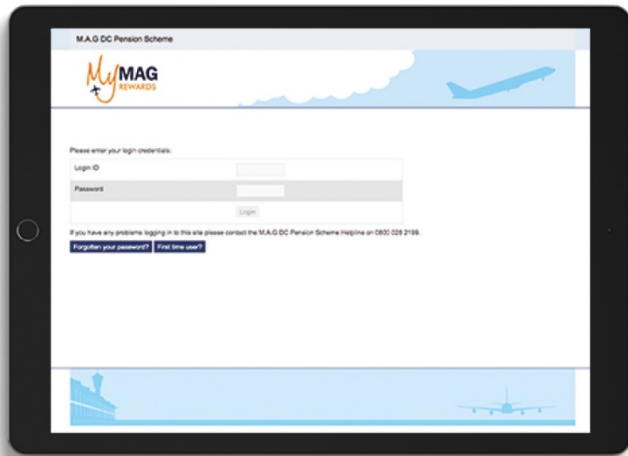 M.A.G DC Pension Scheme
MyMAG
REWARDS
Please enter your login credentials:
Login ID
Password
Login
If you have any problems logging in to this site please contact the M.A.G DC Pension Scheme Helpline on 0800 028 2199.
Forgotten your password? First time user?